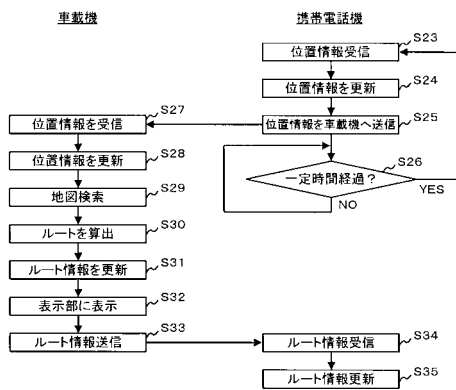 車載機
携帯電話機
S23
位置情報受信
S24
位置情報を更新
S25
位置情報を車載機へ送信
S26
一定時間経過?
YES
NO
S27
位置情報を受信
S28
位置情報を更新
S29
地図検索
S30
ルートを算出
S31
ルート情報を更新
S32
表示部に表示
S33
ルート情報送信
S34
ルート情報受信
S35
ルート情報更新